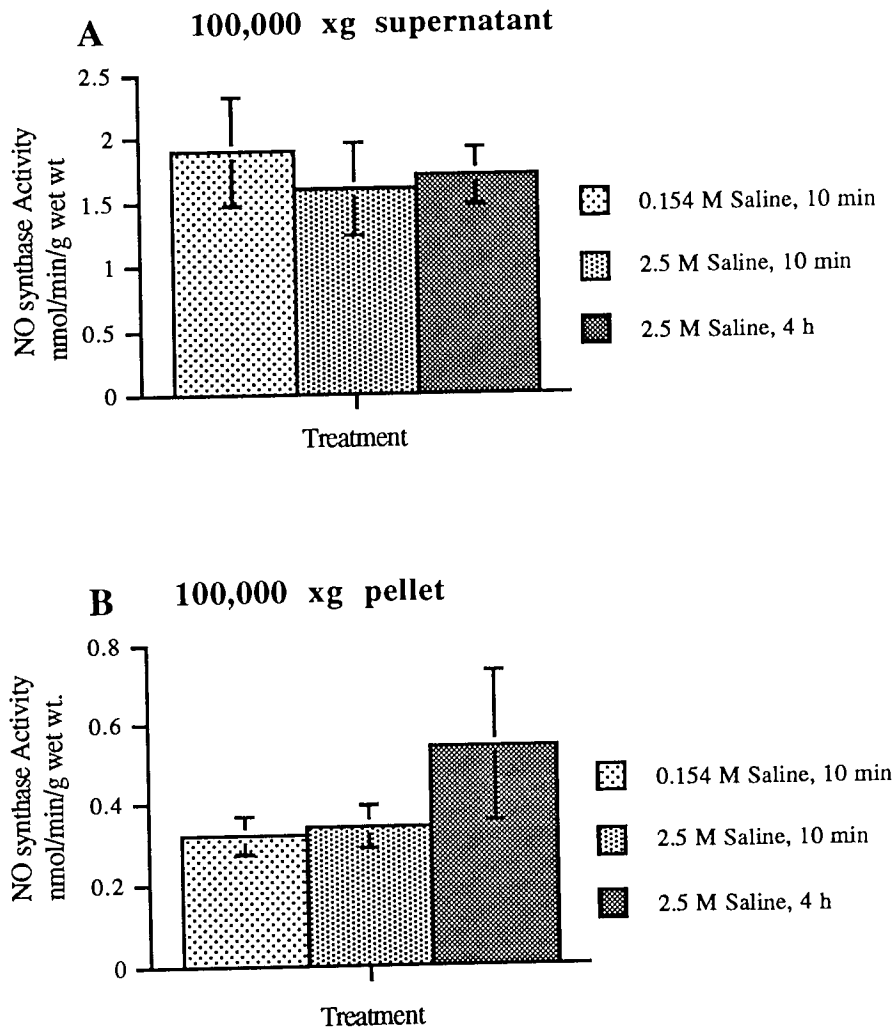 A 100,000 xg supernatant
NO synthase Activity
nmol/min/g wet wt
2.5
2
1.5
1
0.5
0
Treatment
0.154 M Saline, 10 min
2.5 M Saline, 10 min
2.5 M Saline, 4 h
B 100,000 xg pellet
NO synthase Activity
nmol/min/g wet wt.
0.8
0.6
0.4
0.2
0
Treatment
0.154 M Saline, 10 min
2.5 M Saline, 10 min
2.5 M Saline, 4 h